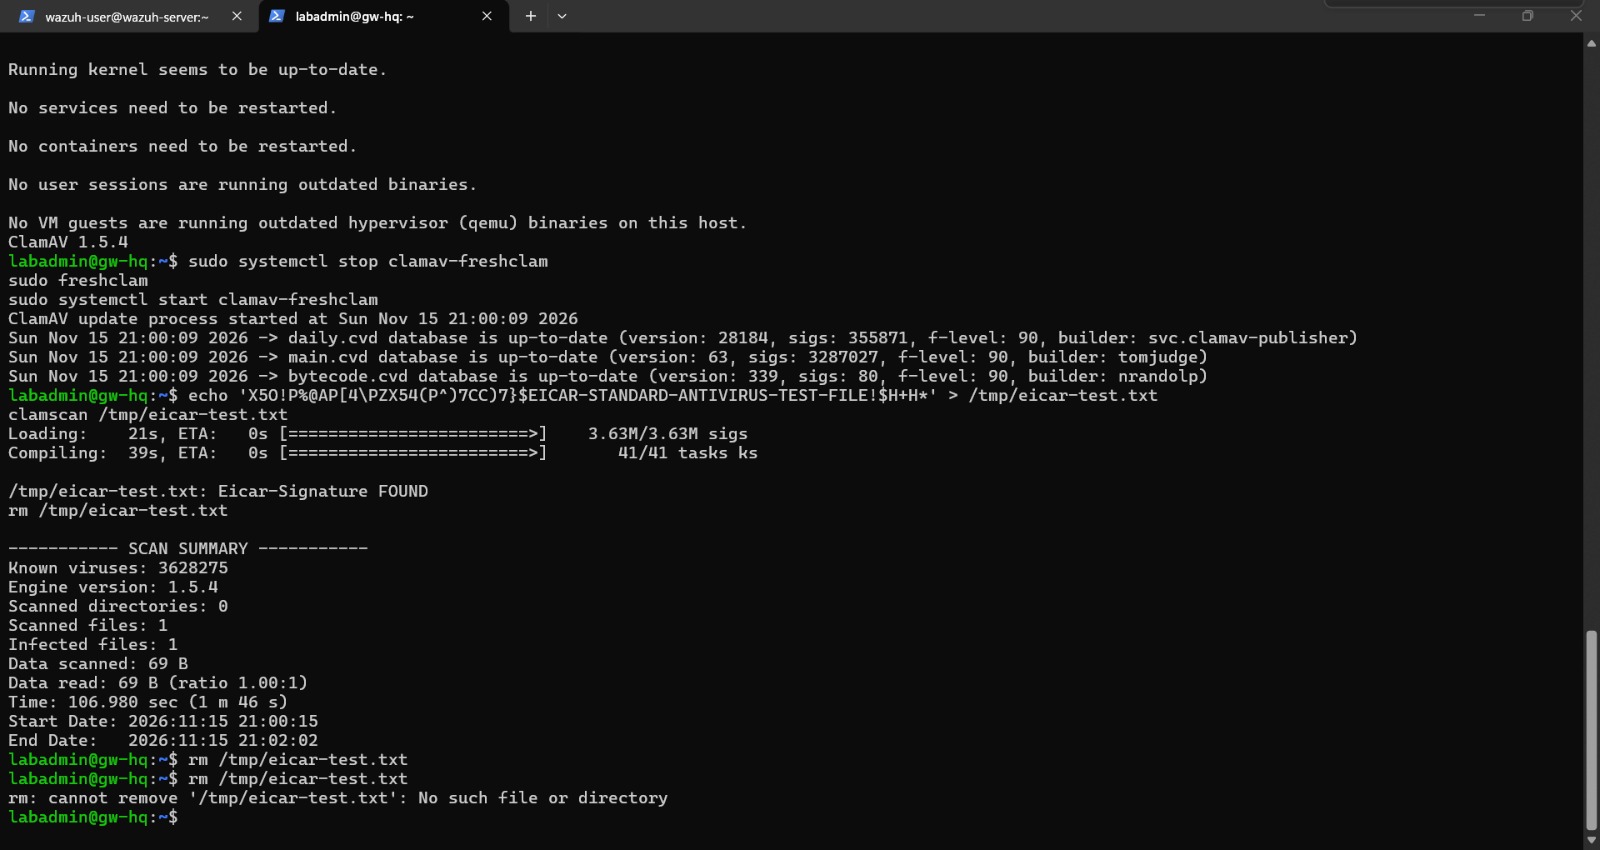 wazuh-user@wazuh-server:~
labadmin@gw-hq: ~
Running kernel seems to be up-to-date.
No services need to be restarted.
No containers need to be restarted.
No user sessions are running outdated binaries.
No VM guests are running outdated hypervisor (qemu) binaries on this host.
ClamAV 1.5.4
labadmin@gw-hq:~$ sudo systemctl stop clamav-freshclam
sudo freshclam
sudo systemctl start clamav-freshclam
ClamAV update process started at Sun Nov 15 21:00:09 2026
Sun Nov 15 21:00:09 2026 -> daily.cvd database is up-to-date (version: 28184, sigs: 355871, f-level: 90, builder: svc.clamav-publisher)
Sun Nov 15 21:00:09 2026 -> main.cvd database is up-to-date (version: 63, sigs: 3287027, f-level: 90, builder: tomjudge)
Sun Nov 15 21:00:09 2026 -> bytecode.cvd database is up-to-date (version: 339, sigs: 80, f-level: 90, builder: nrandolp)
labadmin@gw-hq:~$ echo 'X5O!P%@AP[4\PZX54(P^)7CC)7}$EICAR-STANDARD-ANTIVIRUS-TEST-FILE!$H+H*' > /tmp/eicar-test.txt
clamscan /tmp/eicar-test.txt
Loading:    21s, ETA:   0s [========================>]    3.63M/3.63M sigs
Compiling:  39s, ETA:   0s [========================>]       41/41 tasks ks
/tmp/eicar-test.txt: Eicar-Signature FOUND
rm /tmp/eicar-test.txt
----------- SCAN SUMMARY -----------
Known viruses: 3628275
Engine version: 1.5.4
Scanned directories: 0
Scanned files: 1
Infected files: 1
Data scanned: 69 B
Data read: 69 B (ratio 1.00:1)
Time: 106.980 sec (1 m 46 s)
Start Date: 2026:11:15 21:00:15
End Date:   2026:11:15 21:02:02
labadmin@gw-hq:~$ rm /tmp/eicar-test.txt
labadmin@gw-hq:~$ rm /tmp/eicar-test.txt
rm: cannot remove '/tmp/eicar-test.txt': No such file or directory
labadmin@gw-hq:~$